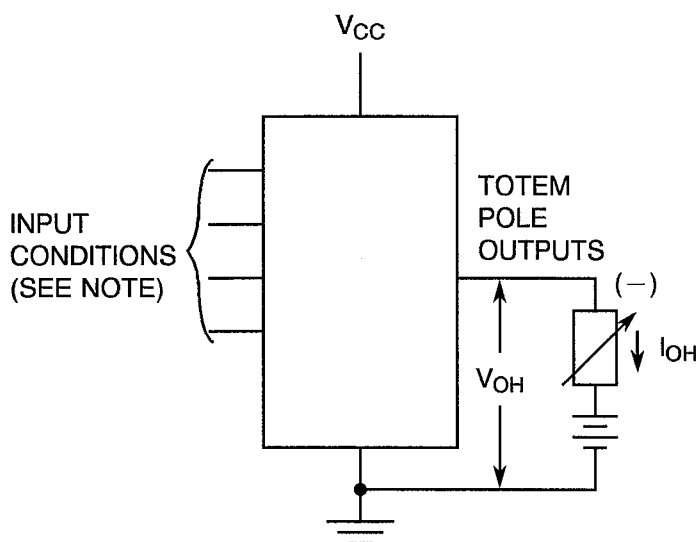 VCC
INPUT
CONDITIONS
(SEE NOTE)
TOTEM
POLE
OUTPUTS
(−)
IOH
VOH